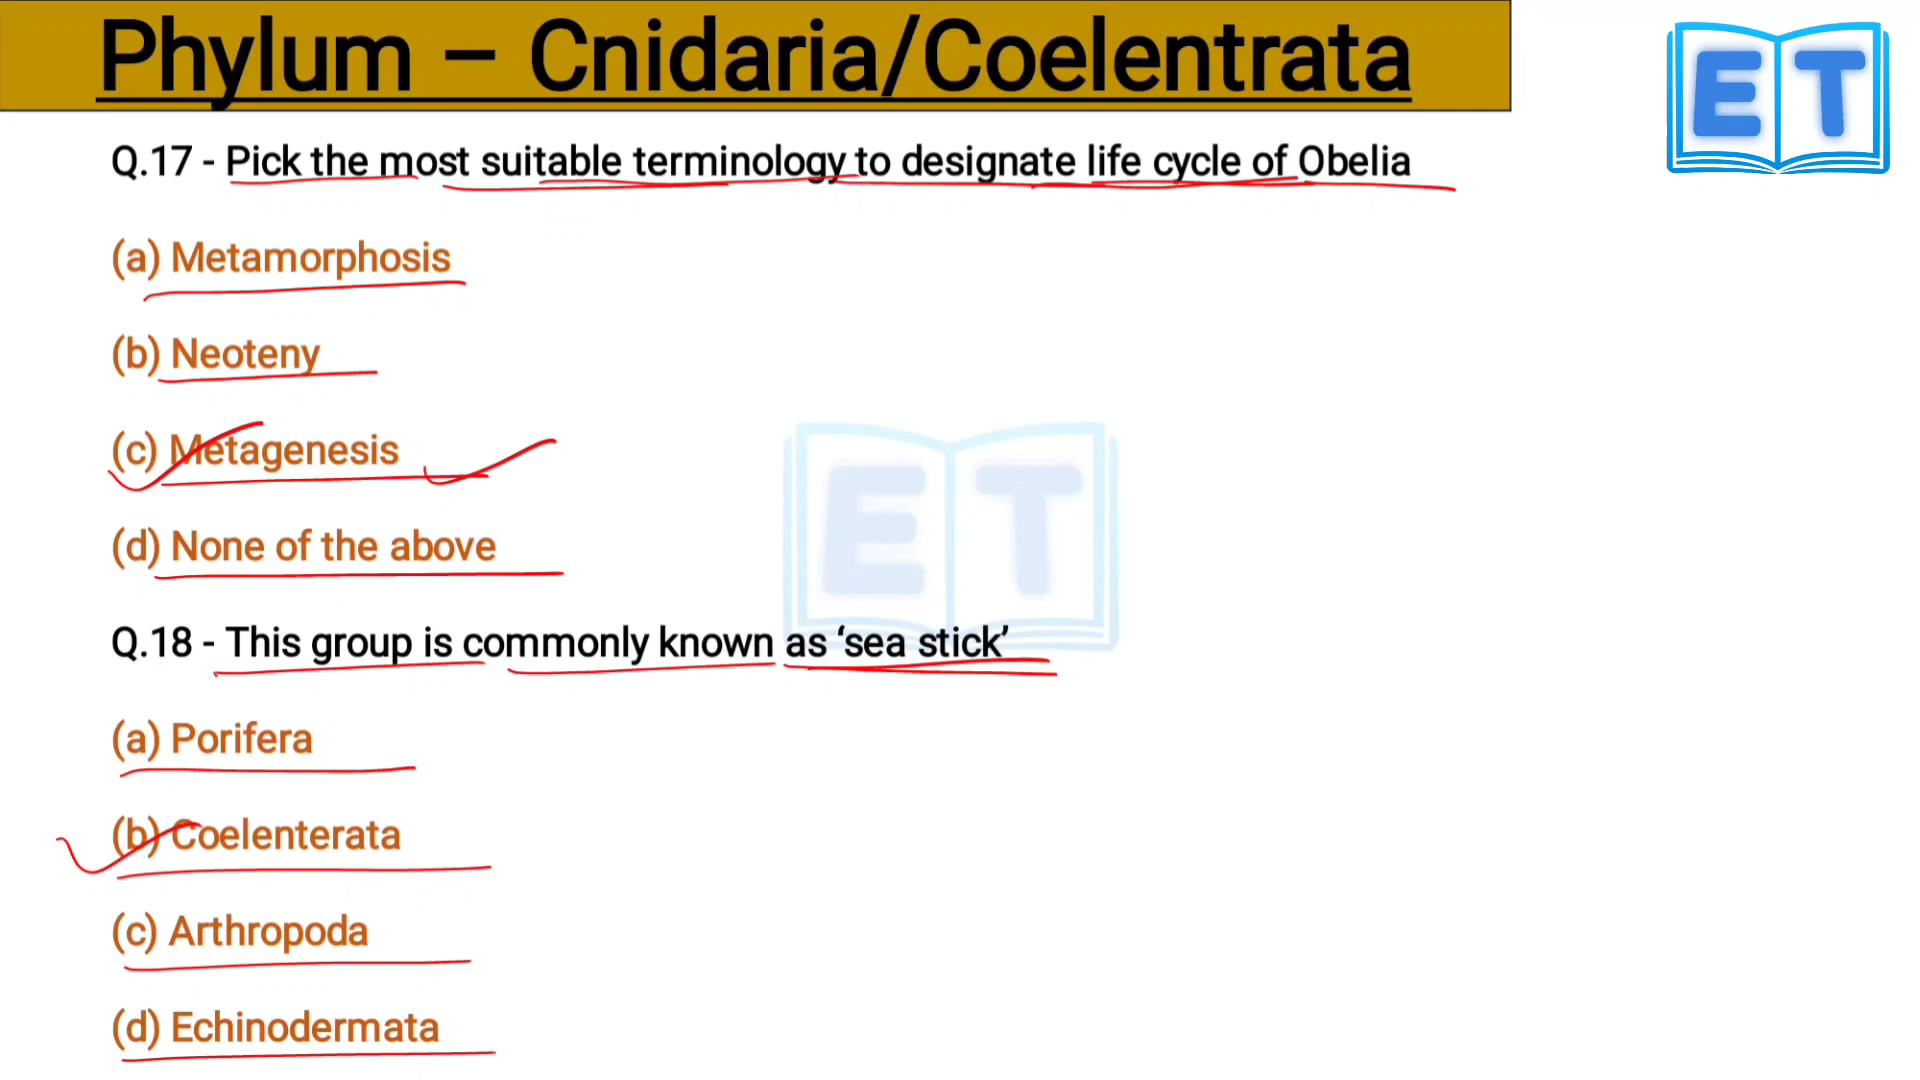 Phylum – Cnidaria/Coelentrata
ET
Q.17 - Pick the most suitable terminology to designate life cycle of Obelia
(a) Metamorphosis
(b) Neoteny
(c) Metagenesis
(d) None of the above
ET
Q.18 - This group is commonly known as ‘sea stick’
(a) Porifera
(b) Coelenterata
(c) Arthropoda
(d) Echinodermata